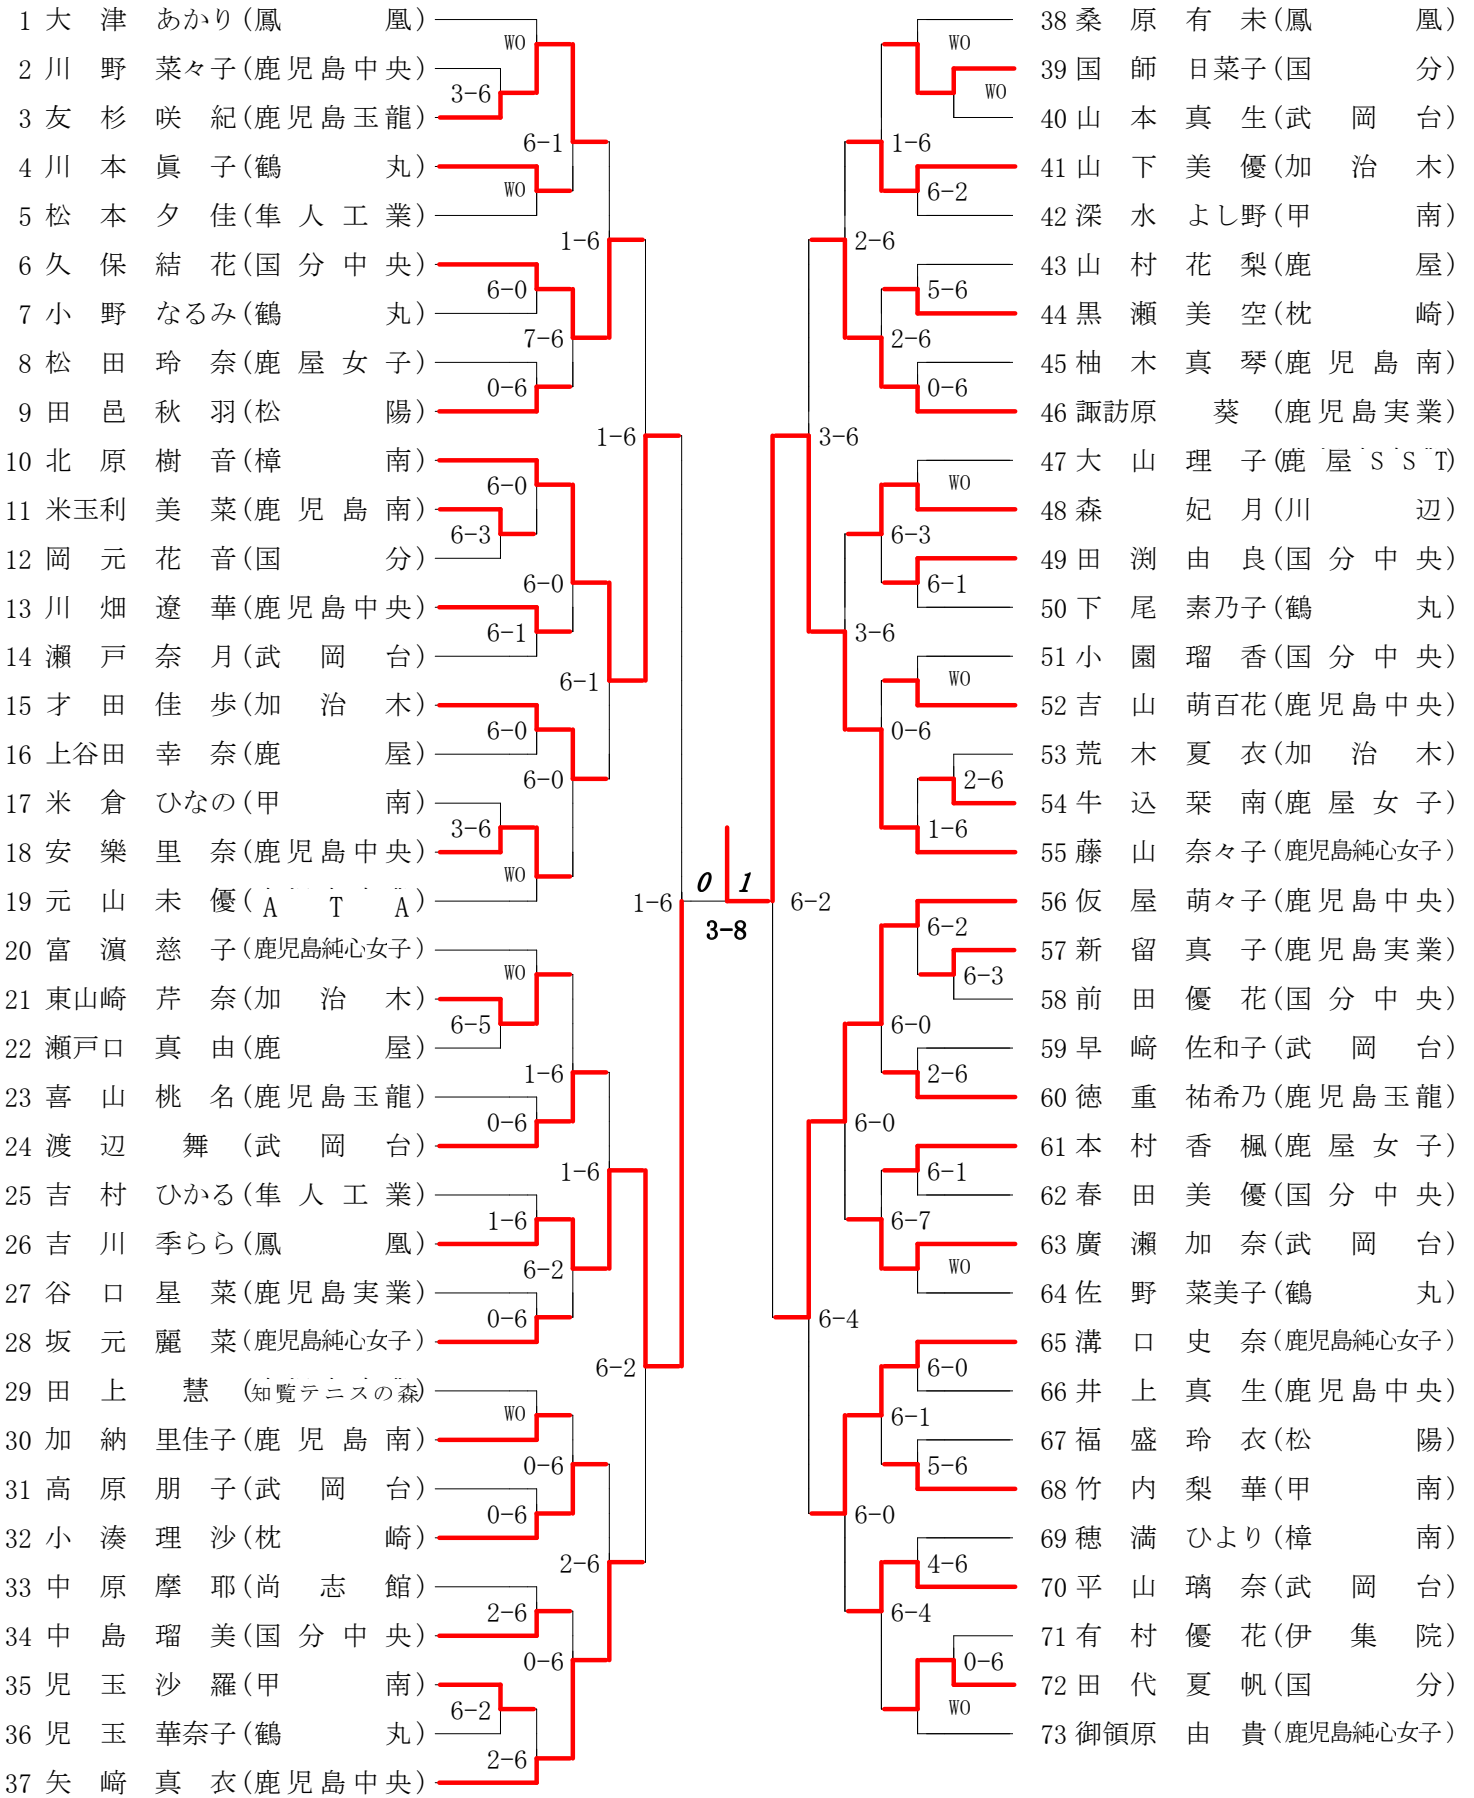 1 大 津 あかり (鳳 凰)
2 川 野 菜々子 (鹿児島中央)
3 友 杉 咲 紀 (鹿児島玉龍)
4 川 本 眞 子 (鶴 丸)
5 松 本 夕 佳 (隼人工業)
6 久 保 結 花 (国分中央)
7 小 野 なるみ (鶴 丸)
8 松 田 玲 奈 (鹿屋女子)
9 田 邑 秋 羽 (松 陽)
10 北 原 樹 音 (樟 南)
11 米玉利 美 菜 (鹿児島南)
12 岡 元 花 音 (国 分)
13 川 畑 遼 華 (鹿児島中央)
14 瀬 戸 奈 月 (武岡台)
15 才 田 佳 歩 (加治木)
16 上谷田 幸 奈 (鹿 屋)
17 米 倉 ひなの (甲 南)
18 安 樂 里 奈 (鹿児島中央)
19 元 山 未 優 (A T A)
20 富 濵 慈 子 (鹿児島純心女子)
21 東山崎 芹 奈 (加治木)
22 瀬戸口 真 由 (鹿 屋)
23 喜 山 桃 名 (鹿児島玉龍)
24 渡 辺 舞 (武岡台)
25 吉 村 ひかる (隼人工業)
26 吉 川 季らら (鳳 凰)
27 谷 口 星 菜 (鹿児島実業)
28 坂 元 麗 菜 (鹿児島純心女子)
29 田 上 慧 (知覧テニスの森)
30 加 納 里佳子 (鹿児島南)
31 高 原 朋 子 (武岡台)
32 小 湊 理 沙 (枕 崎)
33 中 原 摩 耶 (尚志館)
34 中 島 瑠 美 (国分中央)
35 児 玉 沙 羅 (甲 南)
36 児 玉 華奈子 (鶴 丸)
37 矢 﨑 真 衣 (鹿児島中央)
WO
3-6
6-1
WO
1-6
6-0
7-6
0-6
1-6
6-0
6-3
6-0
6-1
6-1
6-0
6-0
3-6
WO
1-6
WO
6-5
1-6
0-6
1-6
1-6
6-2
0-6
6-2
WO
0-6
0-6
2-6
2-6
0-6
6-2
2-6
0 1
3-8
38 桑 原 有 未 (鳳 凰)
39 国 師 日菜子 (国 分)
40 山 本 真 生 (武岡台)
41 山 下 美 優 (加治木)
42 深 水 よし野 (甲 南)
43 山 村 花 梨 (鹿 屋)
44 黒 瀬 美 空 (枕 崎)
45 柚 木 真 琴 (鹿児島南)
46 諏訪原 葵 (鹿児島実業)
47 大 山 理 子 (鹿屋SST)
48 森 妃 月 (川 辺)
49 田 渕 由 良 (国分中央)
50 下 尾 素乃子 (鶴 丸)
51 小 園 瑠 香 (国分中央)
52 吉 山 萌百花 (鹿児島中央)
53 荒 木 夏 衣 (加治木)
54 牛 込 栞 南 (鹿屋女子)
55 藤 山 奈々子 (鹿児島純心女子)
56 仮 屋 萌々子 (鹿児島中央)
57 新 留 真 子 (鹿児島実業)
58 前 田 優 花 (国分中央)
59 早 﨑 佐和子 (武岡台)
60 徳 重 祐希乃 (鹿児島玉龍)
61 本 村 香 楓 (鹿屋女子)
62 春 田 美 優 (国分中央)
63 廣 瀬 加 奈 (武岡台)
64 佐 野 菜美子 (鶴 丸)
65 溝 口 史 奈 (鹿児島純心女子)
66 井 上 真 生 (鹿児島中央)
67 福 盛 玲 衣 (松 陽)
68 竹 内 梨 華 (甲 南)
69 穂 満 ひより (樟 南)
70 平 山 璃 奈 (武岡台)
71 有 村 優 花 (伊集院)
72 田 代 夏 帆 (国 分)
73 御領原 由 貴 (鹿児島純心女子)
WO
WO
1-6
6-2
2-6
5-6
2-6
0-6
3-6
WO
6-3
6-1
3-6
WO
0-6
2-6
1-6
6-2
6-2
6-3
6-0
2-6
6-0
6-1
6-7
WO
6-4
6-0
6-1
5-6
6-0
4-6
6-4
0-6
WO